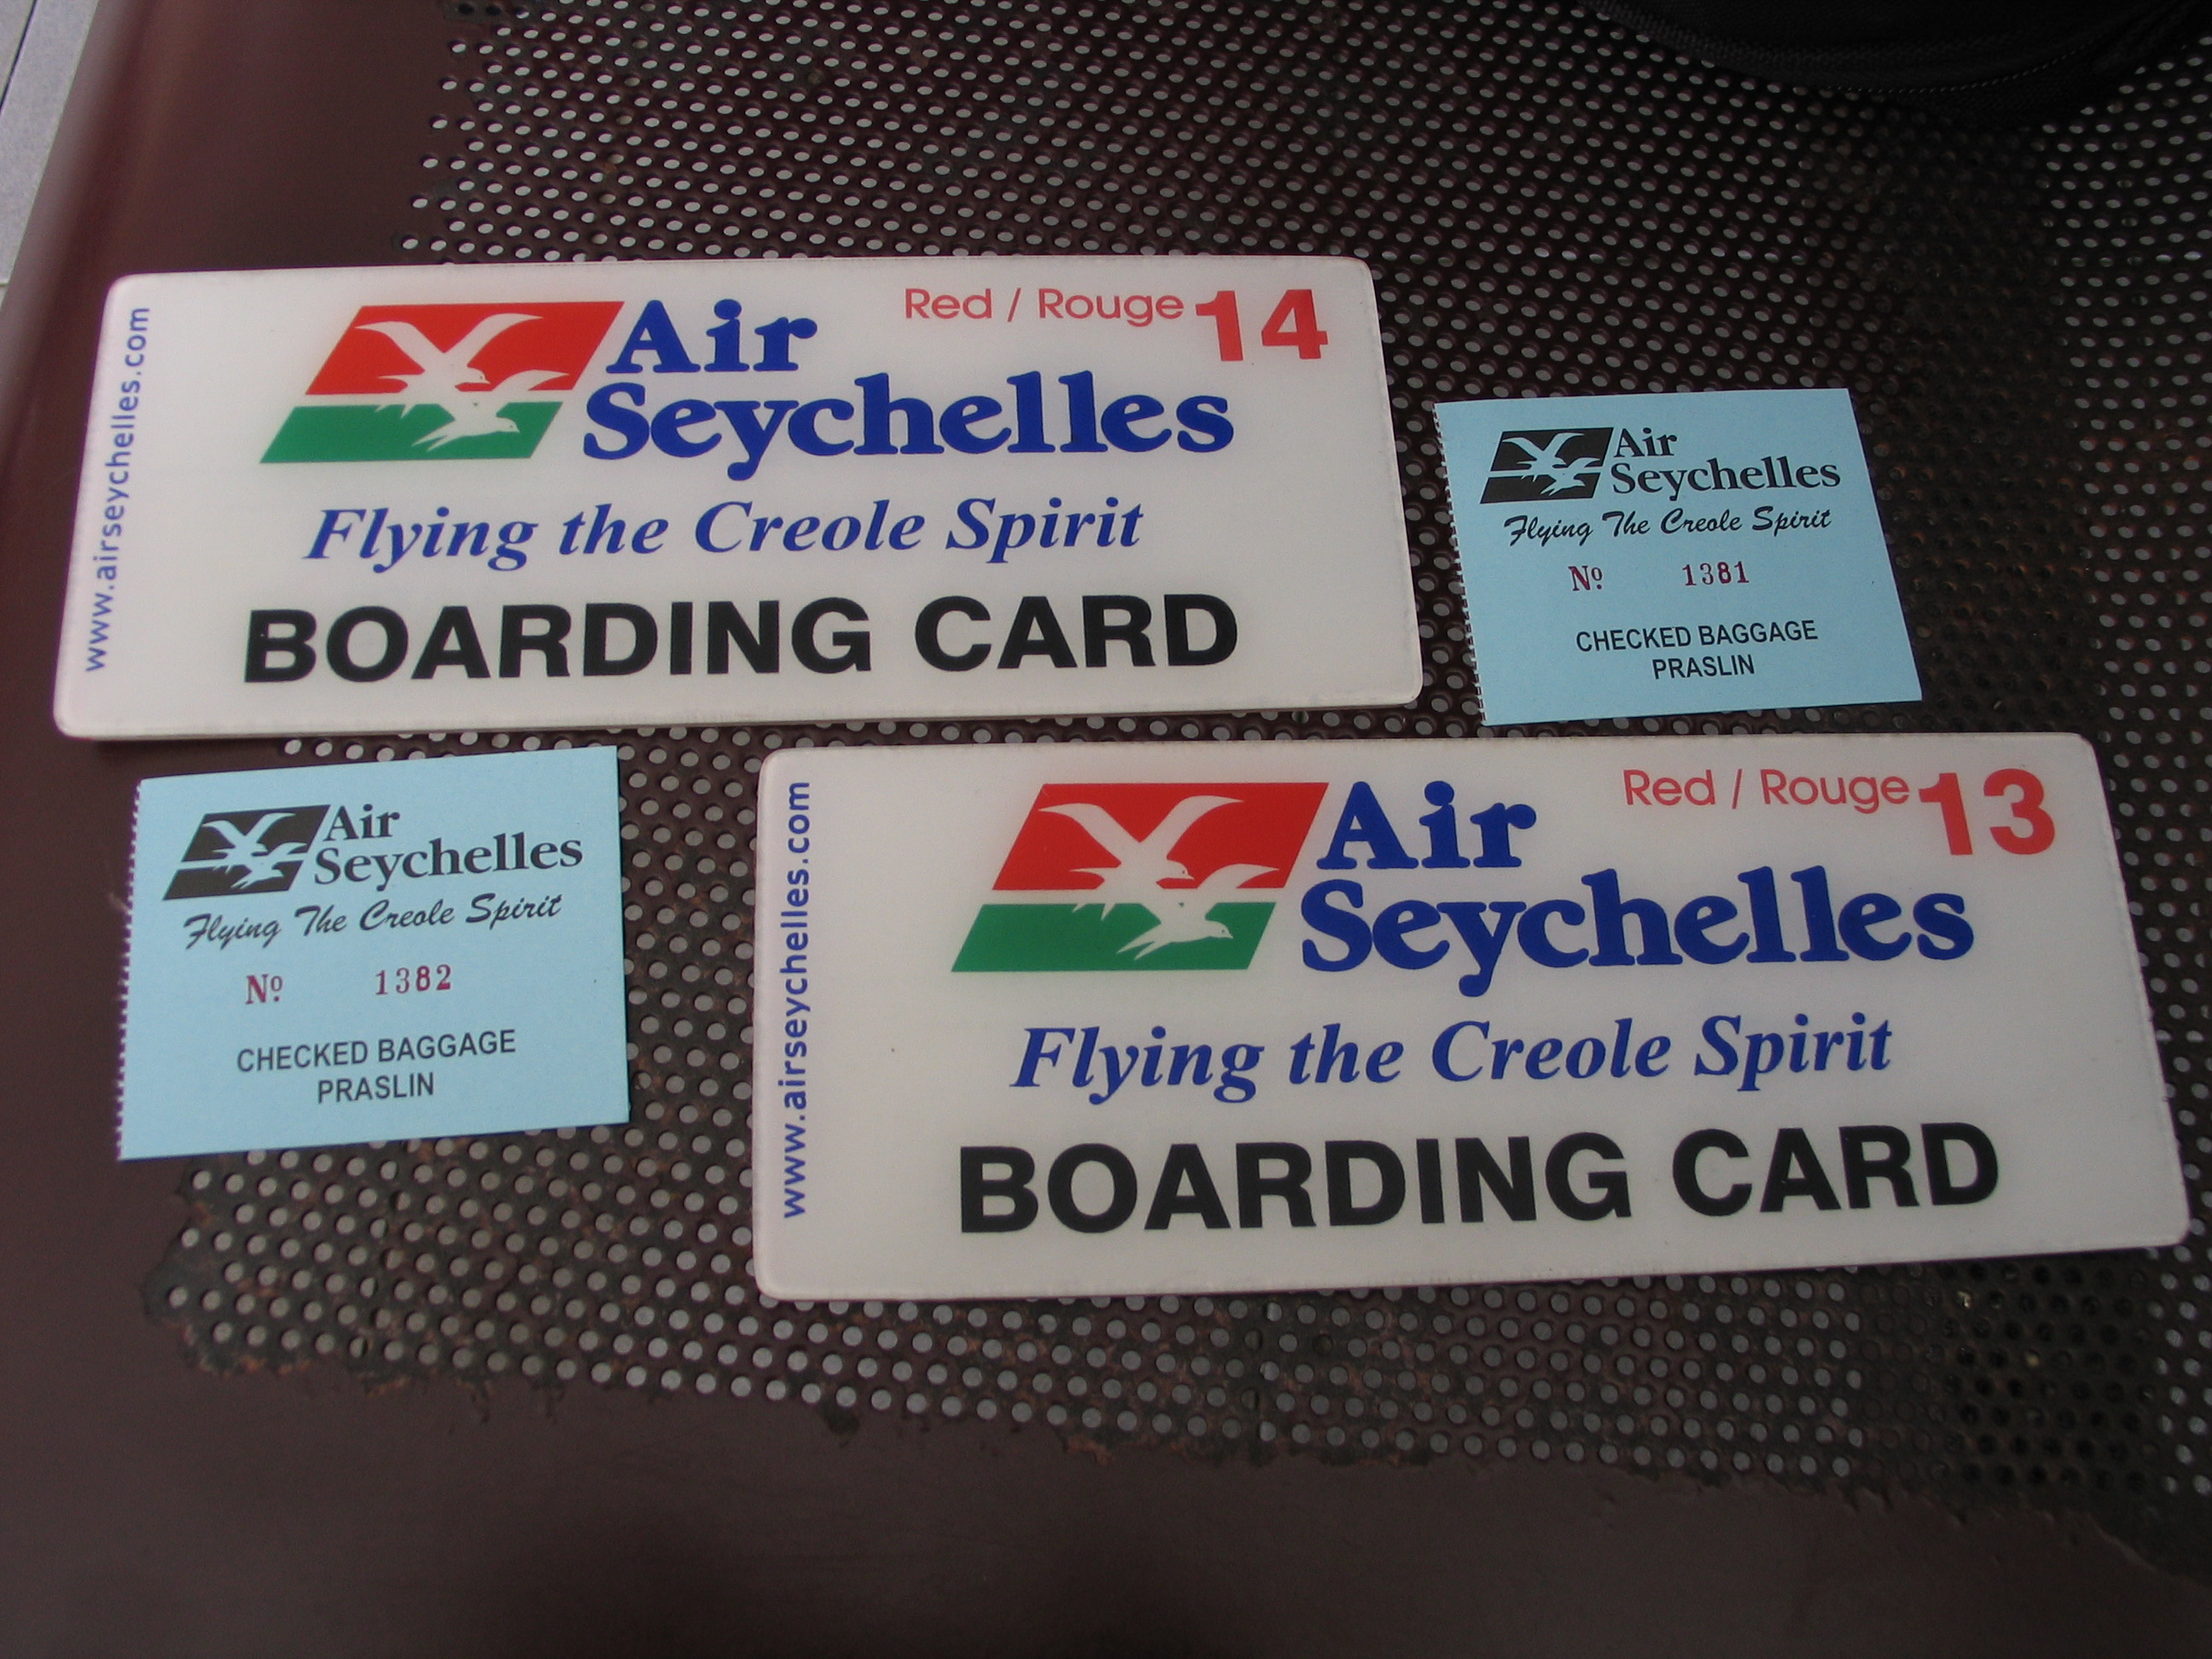 www.airseychelles.com
Red / Rouge 14
Air
Seychelles
Flying the Creole Spirit
BOARDING CARD
Air
Seychelles
Flying The Creole Spirit
Nº 1381
CHECKED BAGGAGE
PRASLIN
Air
Seychelles
Flying The Creole Spirit
Nº 1382
CHECKED BAGGAGE
PRASLIN
www.airseychelles.com
Red / Rouge 13
Air
Seychelles
Flying the Creole Spirit
BOARDING CARD